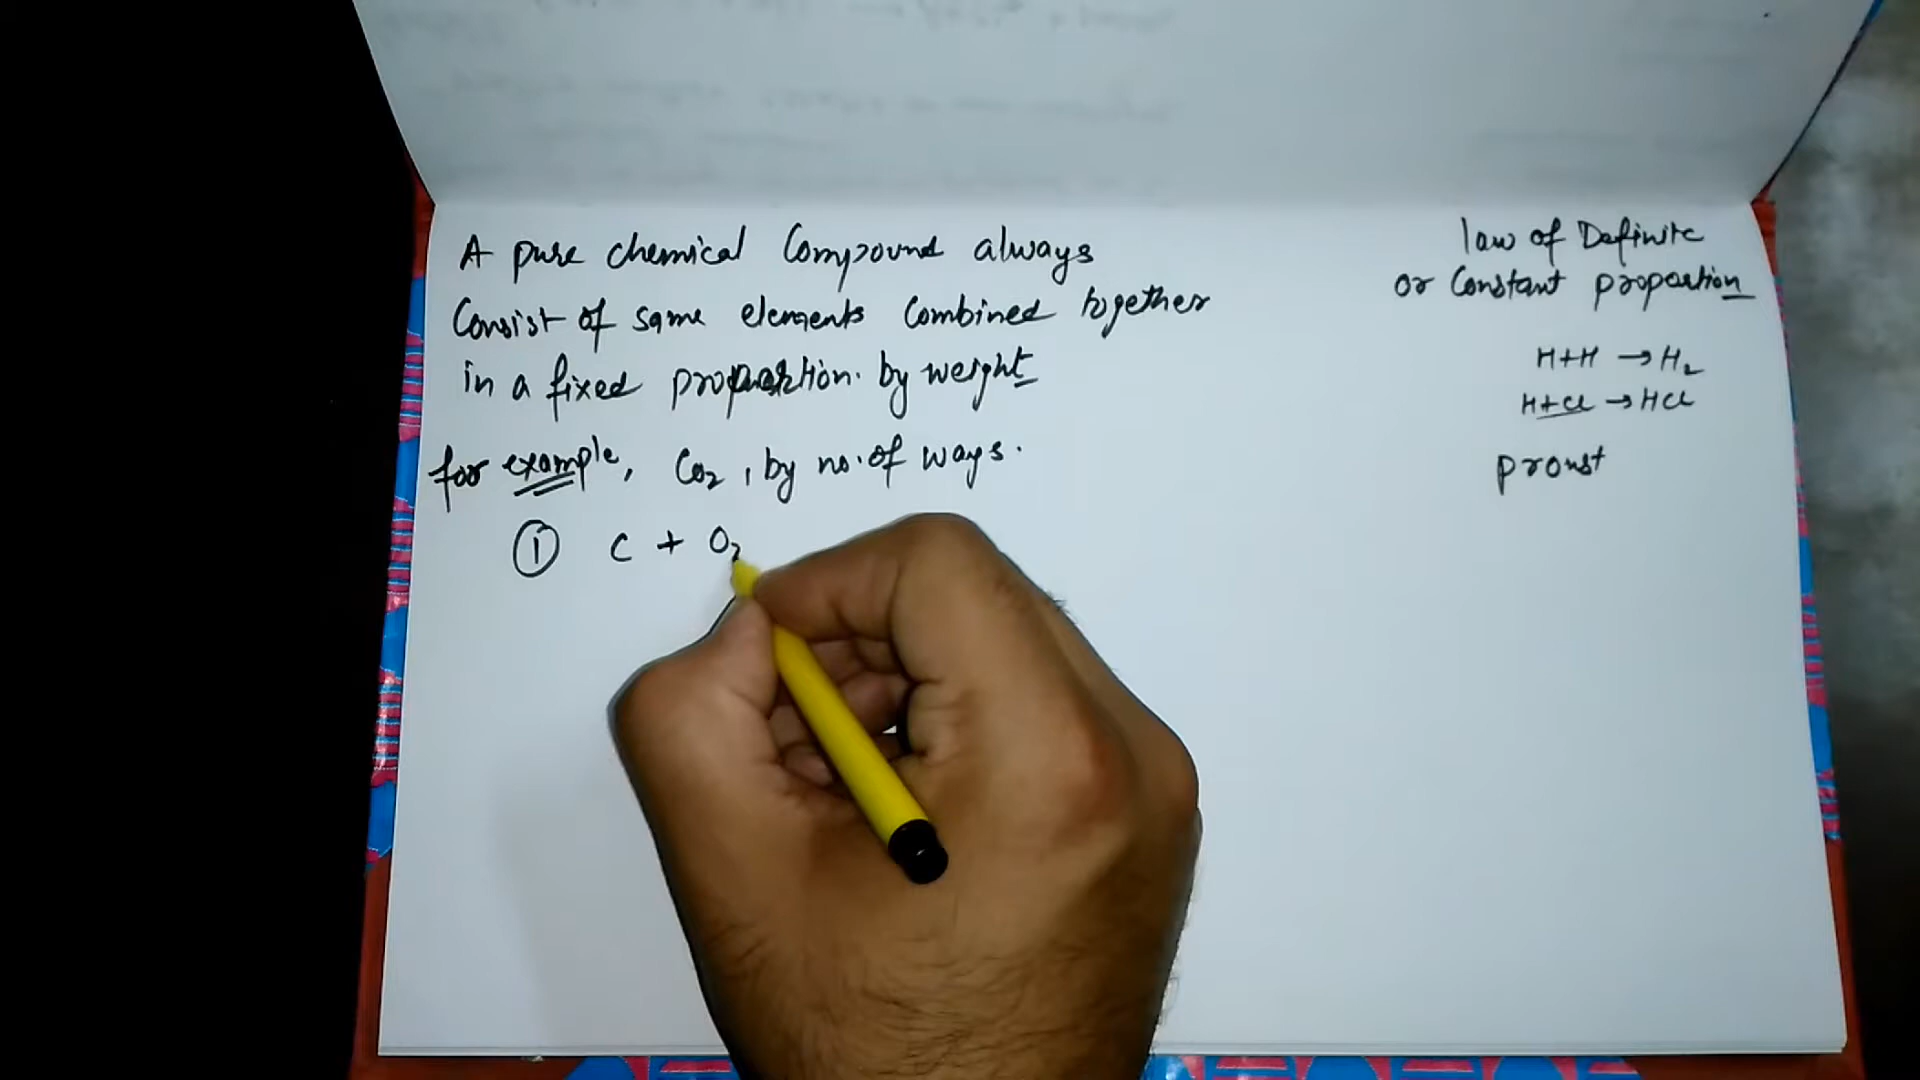 A pure chemical Compound always
Consist of same elements Combined together
in a fixed proportion. by weight
for example, Co₂, by no. of ways.
① C + O₂
law of Definite
or Constant proportion
H+H → H₂
H+Cl → HCl
proust